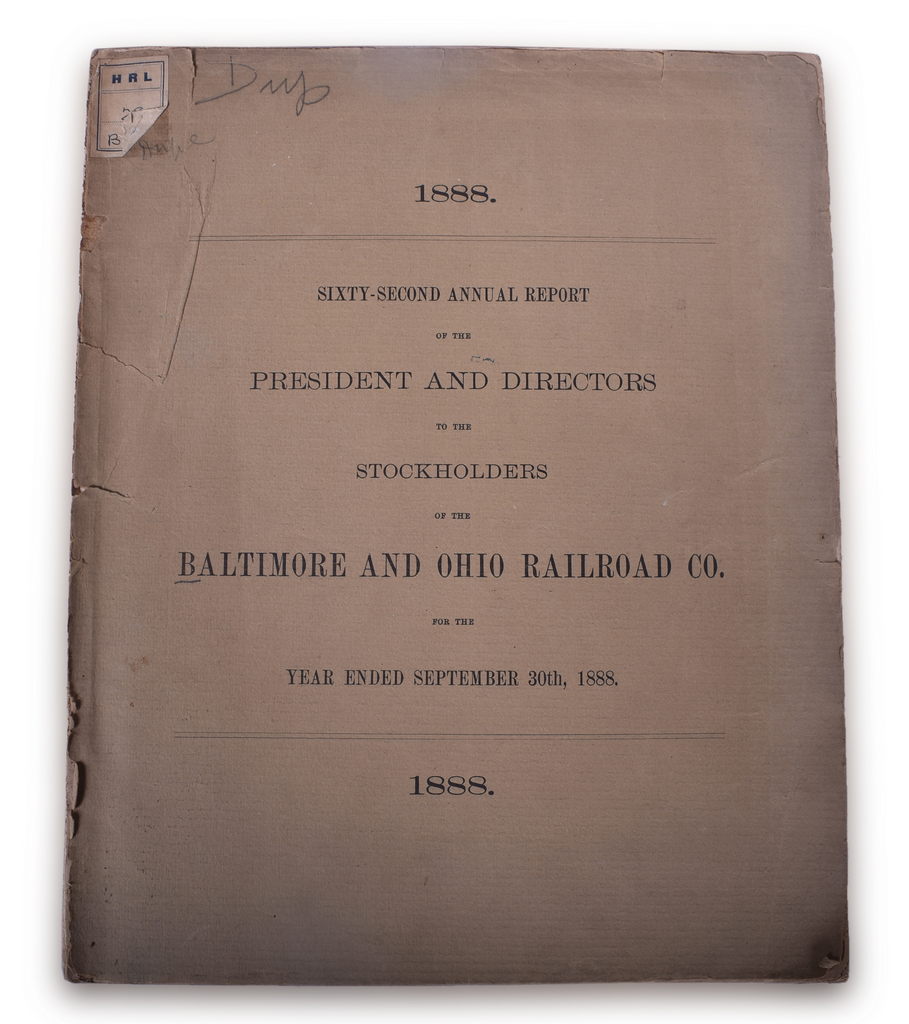 HRL
B
Dup
1888.
SIXTY-SECOND ANNUAL REPORT
OF THE
PRESIDENT AND DIRECTORS
TO THE
STOCKHOLDERS
OF THE
BALTIMORE AND OHIO RAILROAD CO.
FOR THE
YEAR ENDED SEPTEMBER 30th, 1888.
1888.